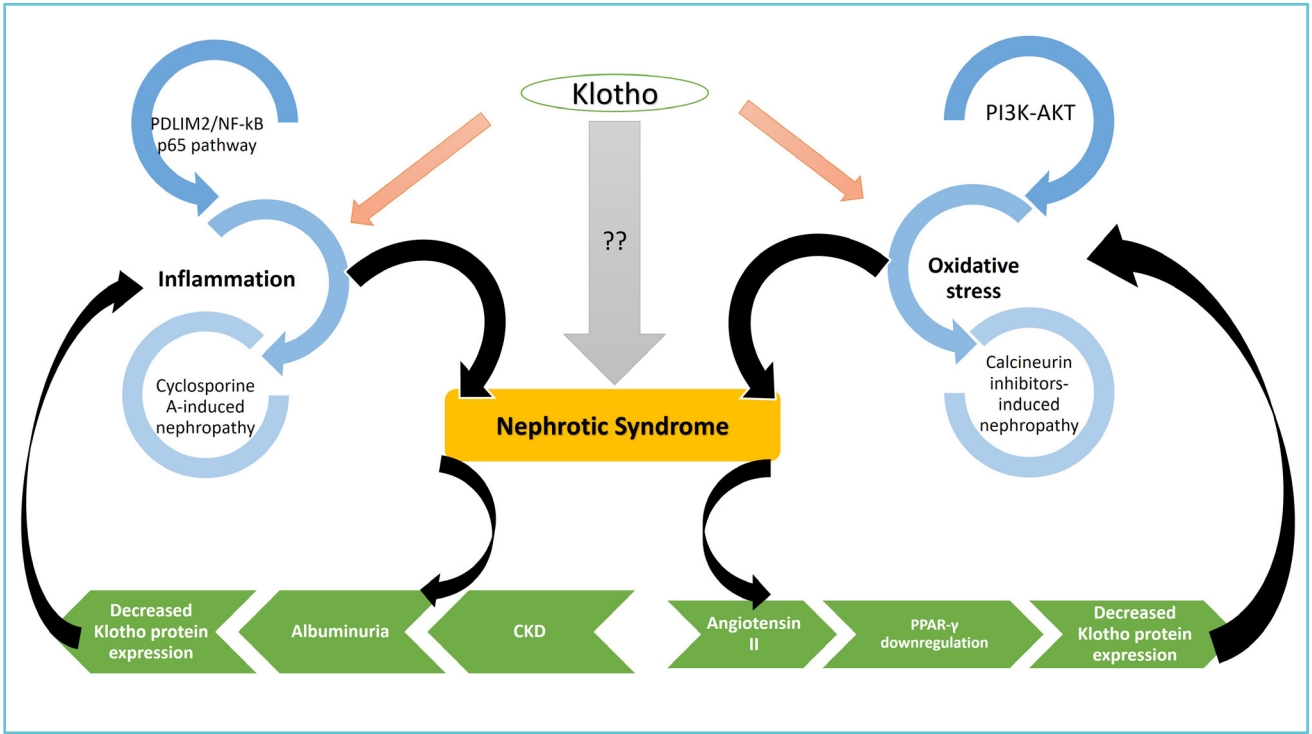 Klotho
PDLIM2/NF-kB
p65 pathway
PI3K-AKT
??
Inflammation
Oxidative
stress
Cyclosporine
A-induced
nephropathy
Calcineurin
inhibitors-
induced
nephropathy
Nephrotic Syndrome
Decreased
Klotho protein
expression
Albuminuria
CKD
Angiotensin
II
PPAR-γ
downregulation
Decreased
Klotho protein
expression